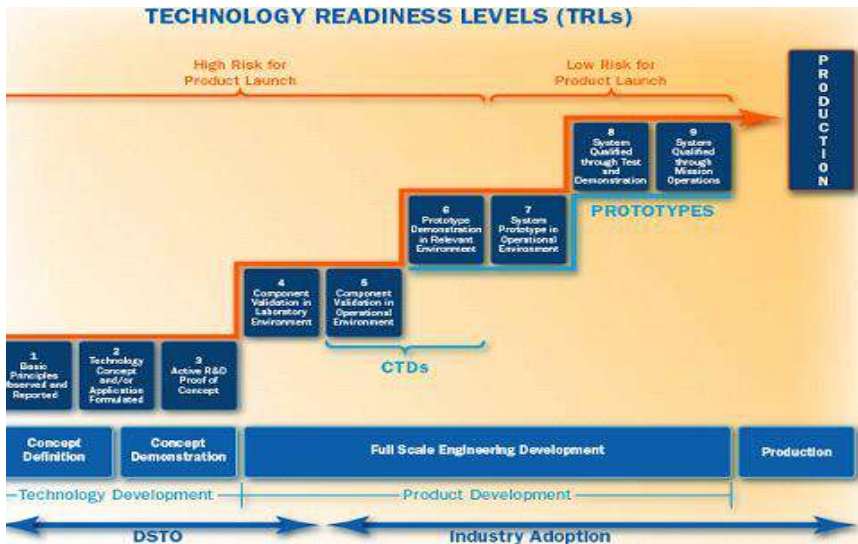 TECHNOLOGY READINESS LEVELS (TRLs)
High Risk for
Product Launch
Low Risk for
Product Launch
PRODUCTION
8
System
Qualified
through Test
and
Demonstration
9
System
Qualified
through
Mission
Operations
PROTOTYPES
6
Prototype
Demonstration
in Relevant
Environment
7
System
Prototype in
Operational
Environment
4
Component
Validation in
Laboratory
Environment
5
Component
Validation in
Operational
Environment
CTDs
1
Basic
Principles
bserved and
Reported
2
Technology
Concept
and/or
Application
Formulated
3
Active R&D
Proof of
Concept
Concept
Definition
Concept
Demonstration
Full Scale Engineering Development
Production
Technology Development
Product Development
DSTO
Industry Adoption